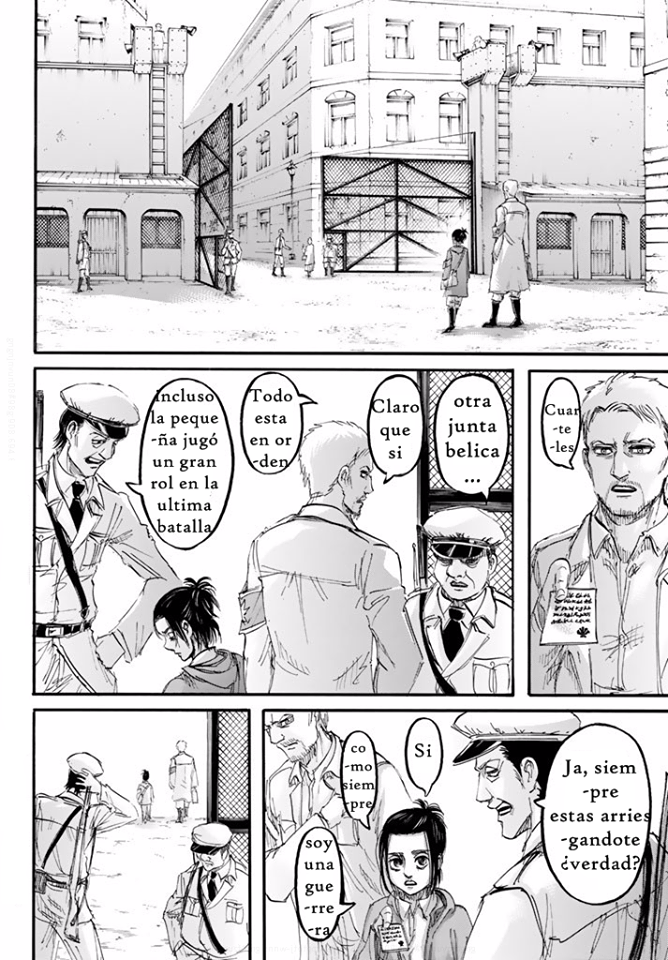 Cuar
-te
-les
otra
junta
belica
...
Claro
que
si
Todo
esta
en or
-den
Incluso
la peque
-ña jugó
un gran
rol en la
ultima
batalla
Ja, siem
-pre
estas arries
-gandote
¿verdad?
Si
co
-mo
siem
-pre
soy
una
gue
-rre
-ra